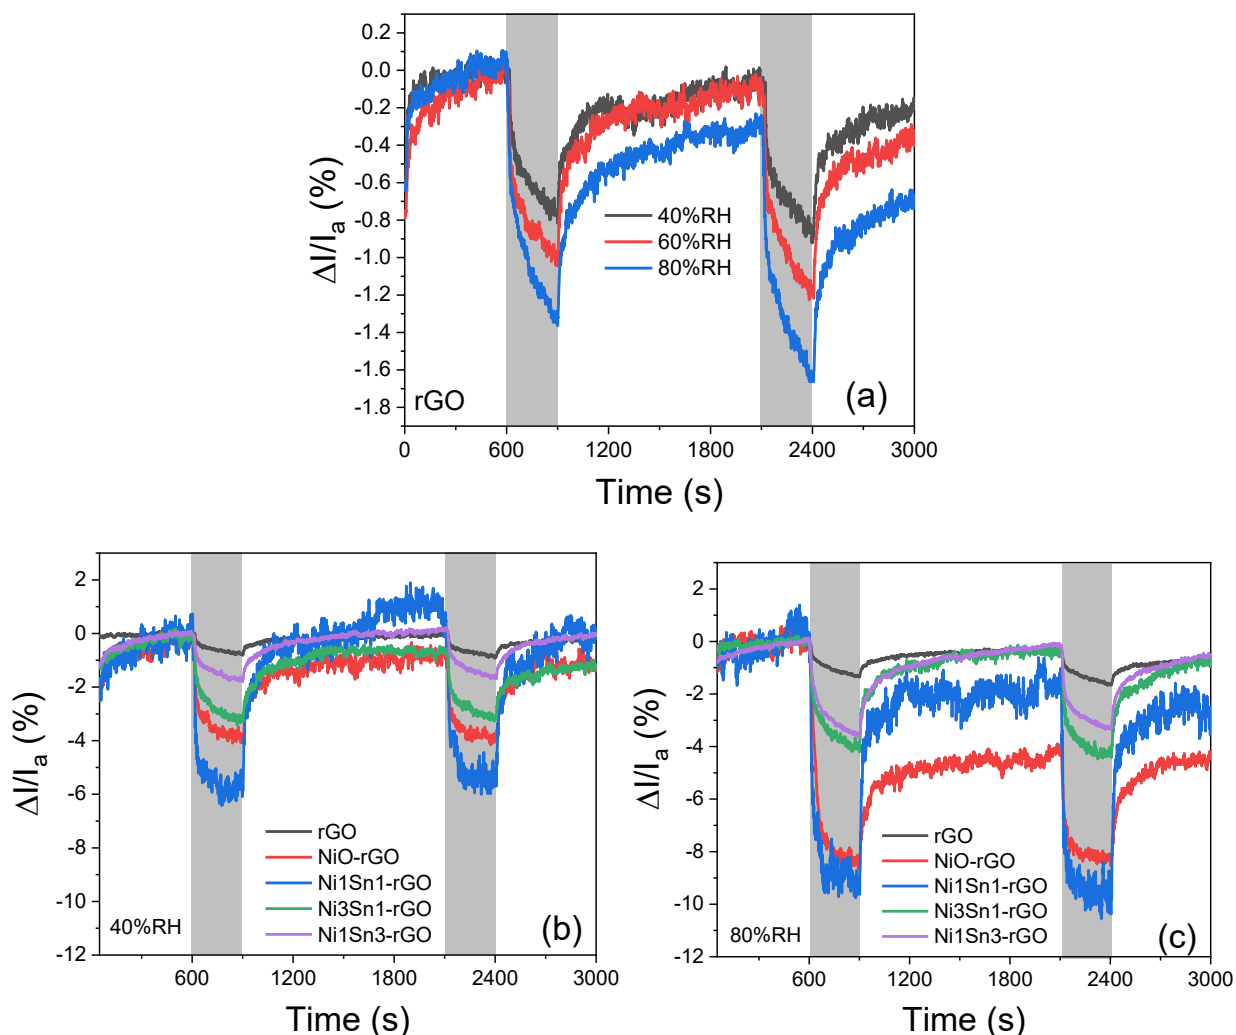 0.2
0.0
-0.2
-0.4
-0.6
-0.8
-1.0
-1.2
-1.4
-1.6
-1.8
ΔI/Ia (%)
40%RH
60%RH
80%RH
rGO
(a)
0 600 1200 1800 2400 3000
Time (s)
2
0
-2
-4
-6
-8
-10
-12
ΔI/Ia (%)
rGO
NiO-rGO
Ni1Sn1-rGO
Ni3Sn1-rGO
Ni1Sn3-rGO
40%RH
(b)
600 1200 1800 2400 3000
Time (s)
2
0
-2
-4
-6
-8
-10
-12
ΔI/Ia (%)
rGO
NiO-rGO
Ni1Sn1-rGO
Ni3Sn1-rGO
Ni1Sn3-rGO
80%RH
(c)
600 1200 1800 2400 3000
Time (s)